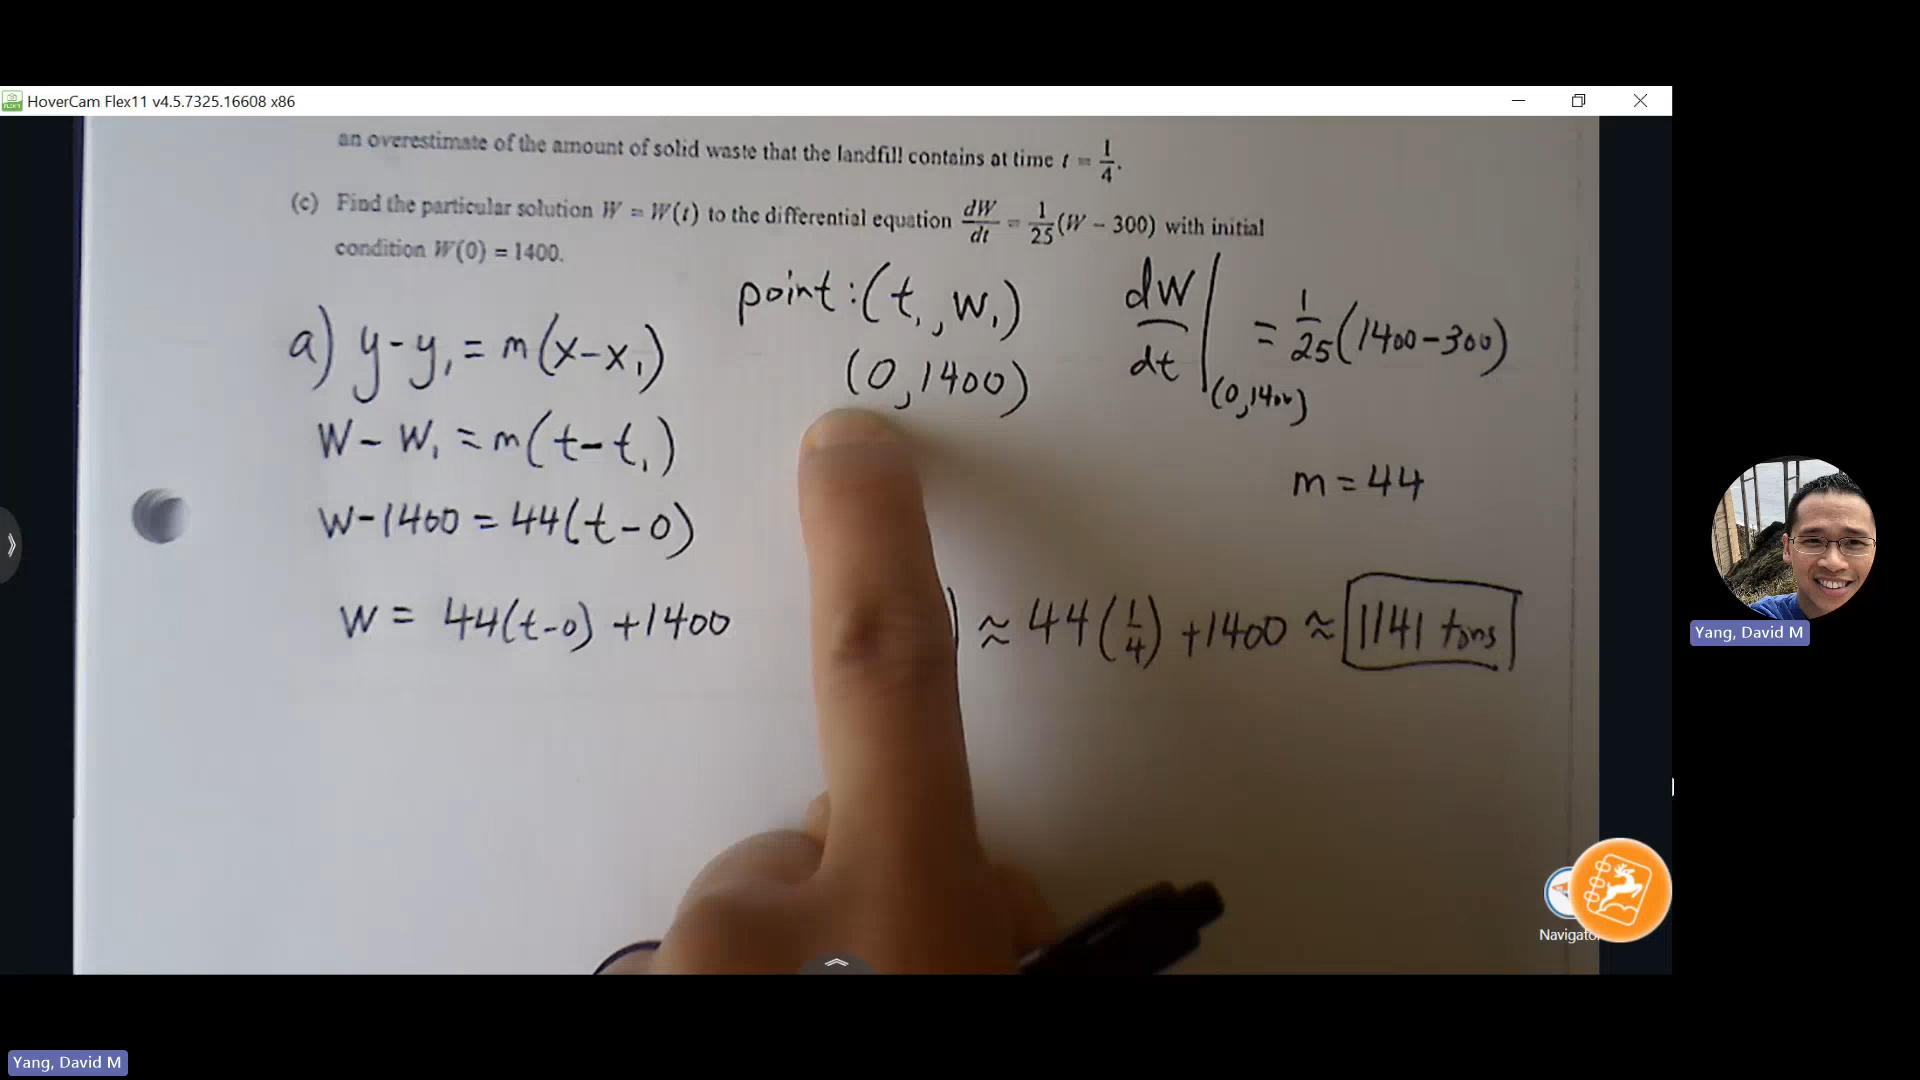 HoverCam Flex11 v4.5.7325.16608 x86
an overestimate of the amount of solid waste that the landfill contains at time t = 1/4.
(c) Find the particular solution W = W(t) to the differential equation dW/dt = 1/25(W − 300) with initial
condition W(0) = 1400.
a) y-y₁ = m(x-x₁)
W-W₁ = m(t-t₁)
W-1400 = 44(t-0)
W = 44(t-0) +1400
point: (t₁, W₁)
(0,1400)
dW/dt |(0,1400) = 1/25(1400-300)
m = 44
) ≈ 44(1/4) +1400 ≈ 1141 tons
Yang, David M
Navigato
Yang, David M